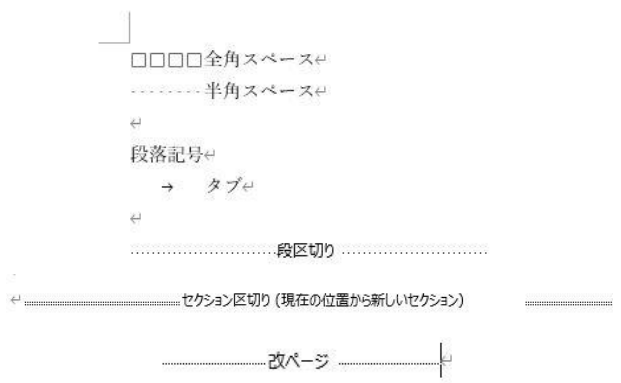 □□□□全角スペース↵
········半角スペース↵
↵
段落記号↵
→ タブ↵
↵
段区切り
↵セクション区切り (現在の位置から新しいセクション)
改ページ↵